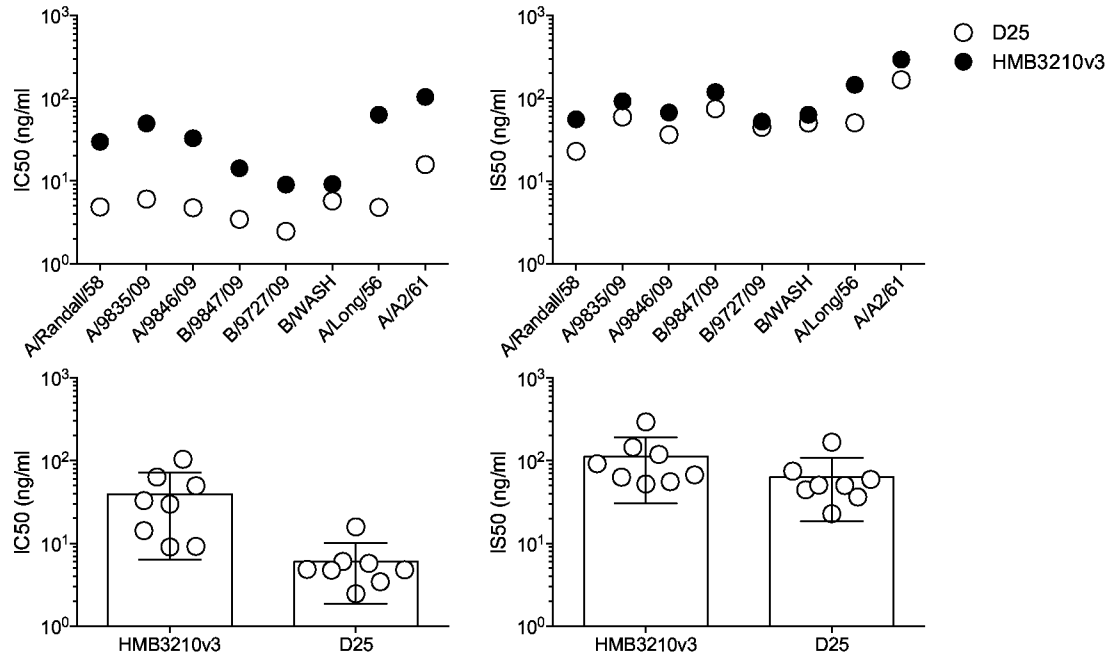 IC50 (ng/ml)
10³
10²
10¹
10⁰
A/Randall/58
A/9835/09
A/9846/09
B/9847/09
B/9727/09
B/WASH
A/Long/56
A/A2/61
IS50 (ng/ml)
10³
10²
10¹
10⁰
A/Randall/58
A/9835/09
A/9846/09
B/9847/09
B/9727/09
B/WASH
A/Long/56
A/A2/61
D25
HMB3210v3
IC50 (ng/ml)
10³
10²
10¹
10⁰
HMB3210v3
D25
IS50 (ng/ml)
10³
10²
10¹
10⁰
HMB3210v3
D25